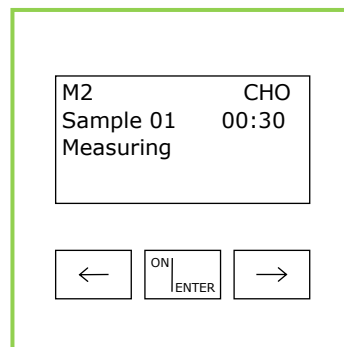 M2 CHO
Sample 01 00:30
Measuring
← ON ENTER →